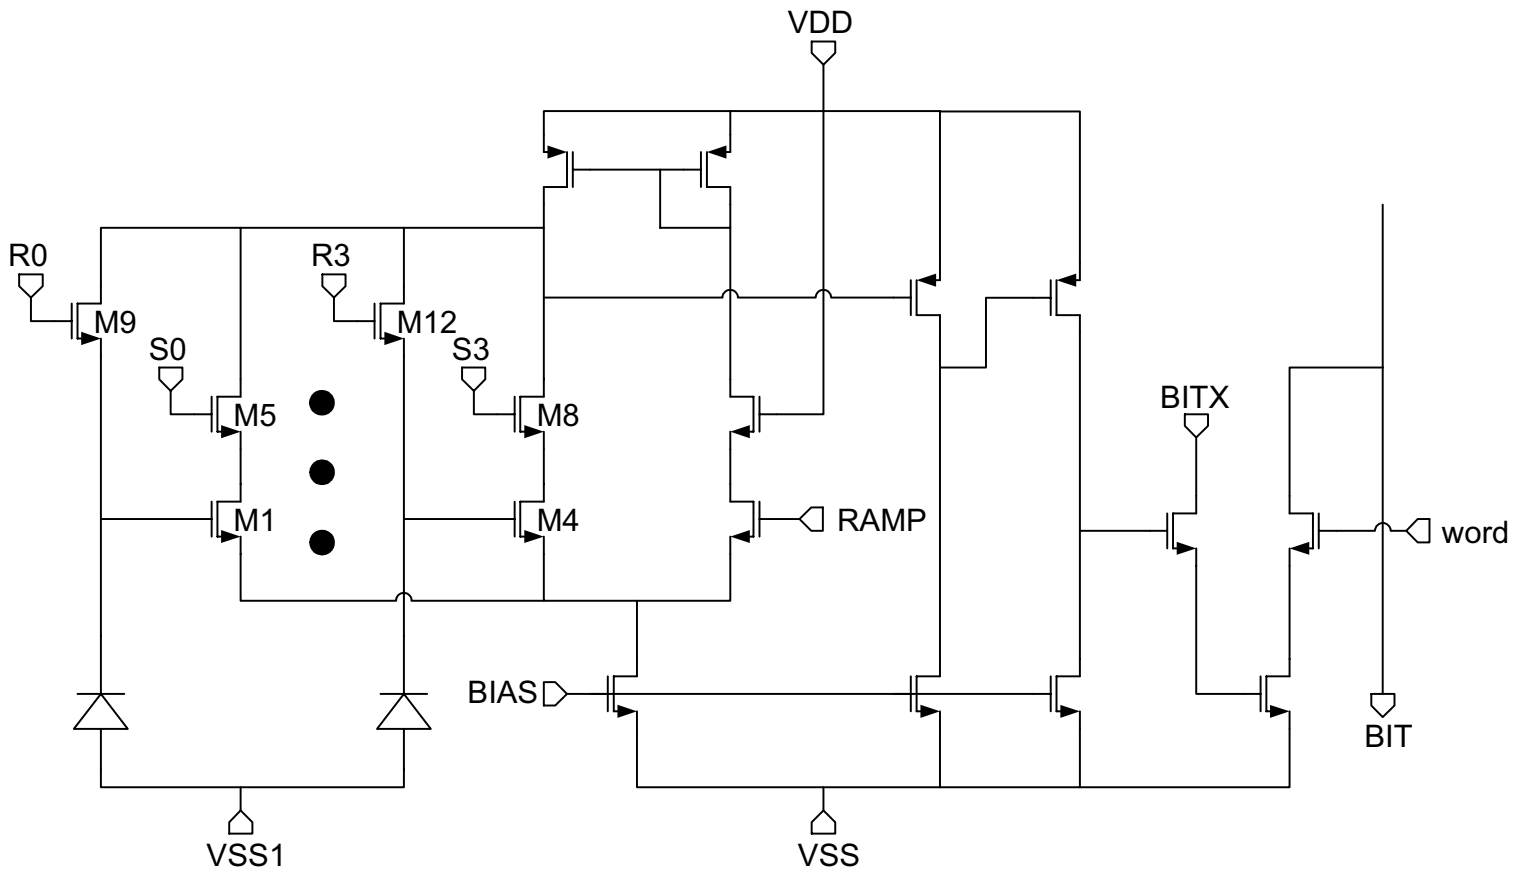 VDD
R0
R3
M9
M12
S0
S3
M5
M8
BITX
M1
M4
RAMP
word
BIAS
BIT
VSS1
VSS